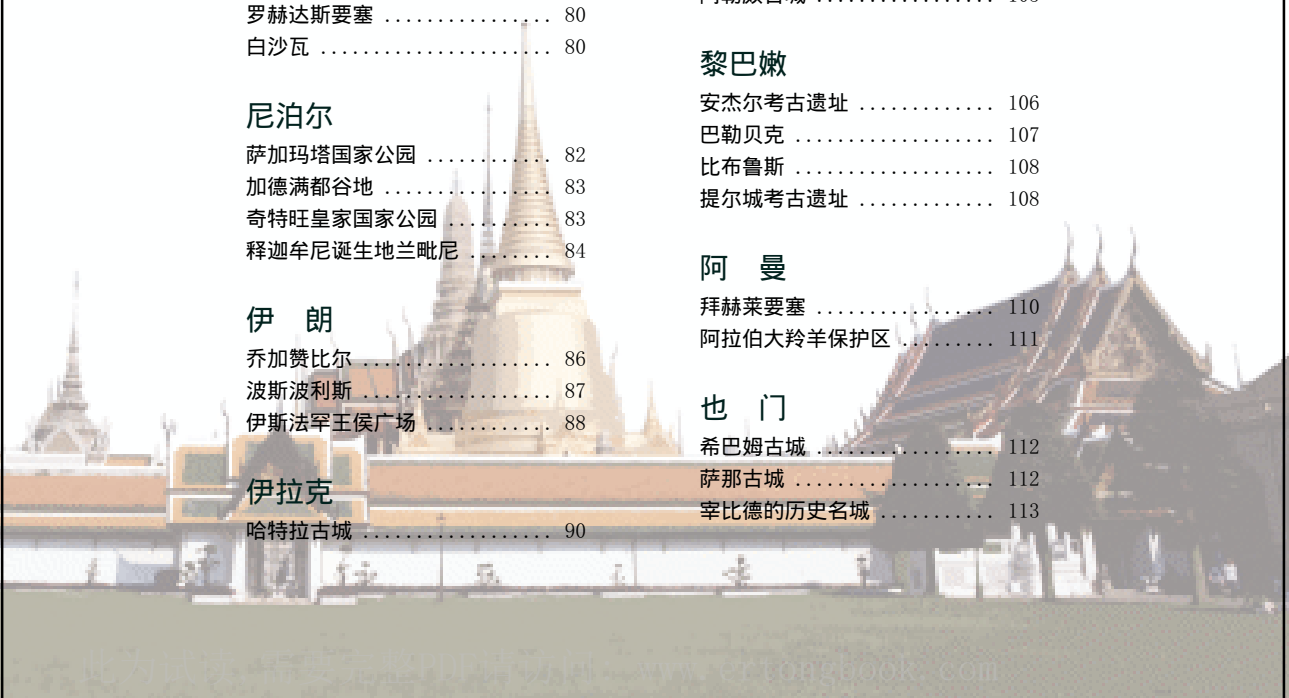 罗赫达斯要塞 ................ 80
白沙瓦 ...................... 80
尼泊尔
萨加玛塔国家公园 ............ 82
加德满都谷地 ................ 83
奇特旺皇家国家公园 .......... 83
释迦牟尼诞生地兰毗尼 ........ 84
伊 朗
乔加赞比尔 ................... 86
波斯波利斯 ................... 87
伊斯法罕王侯广场 ............ 88
伊拉克
哈特拉古城 .................. 90
黎巴嫩
安杰尔考古遗址 ............. 106
巴勒贝克 ................... 107
比布鲁斯 ................... 108
提尔城考古遗址 ............. 108
阿 曼
拜赫莱要塞 ................. 110
阿拉伯大羚羊保护区 ......... 111
也 门
希巴姆古城 ................. 112
萨那古城 ................... 112
宰比德的历史名城 ........... 113